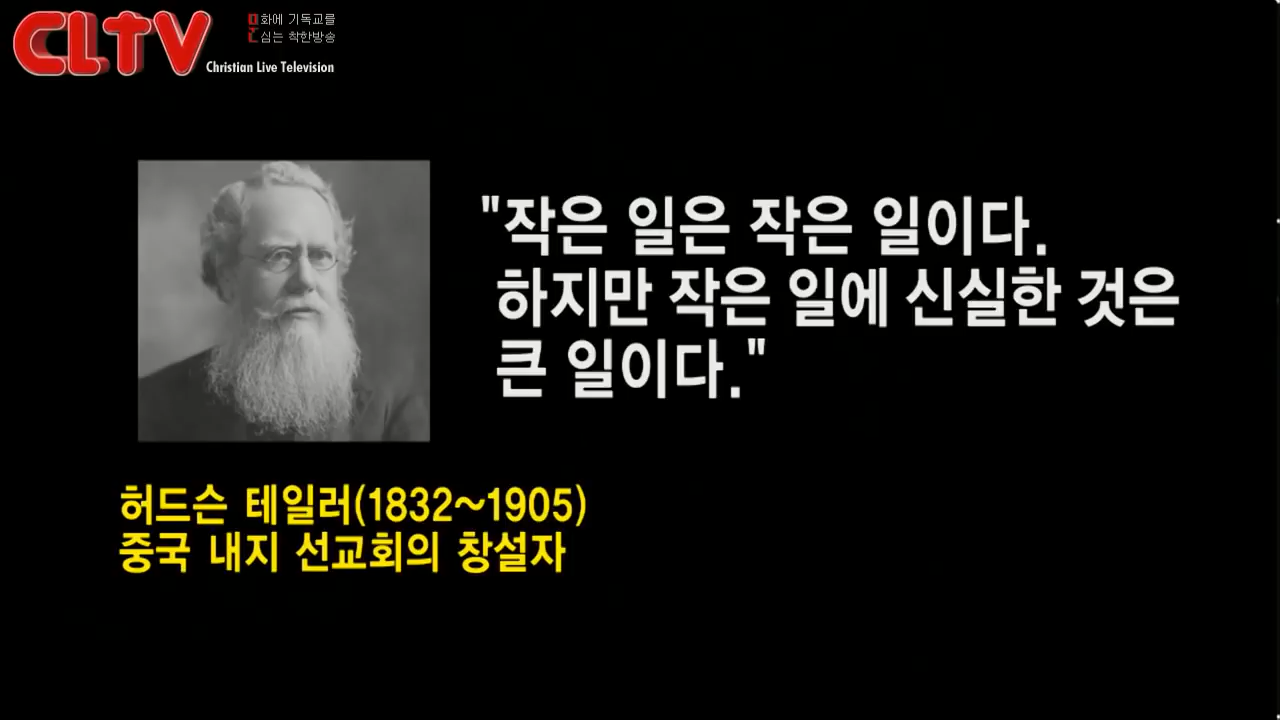 CLTV
문화에 기독교를
심는 착한방송
Christian Live Television
"작은 일은 작은 일이다.
하지만 작은 일에 신실한 것은
큰 일이다."
허드슨 테일러(1832~1905)
중국 내지 선교회의 창설자